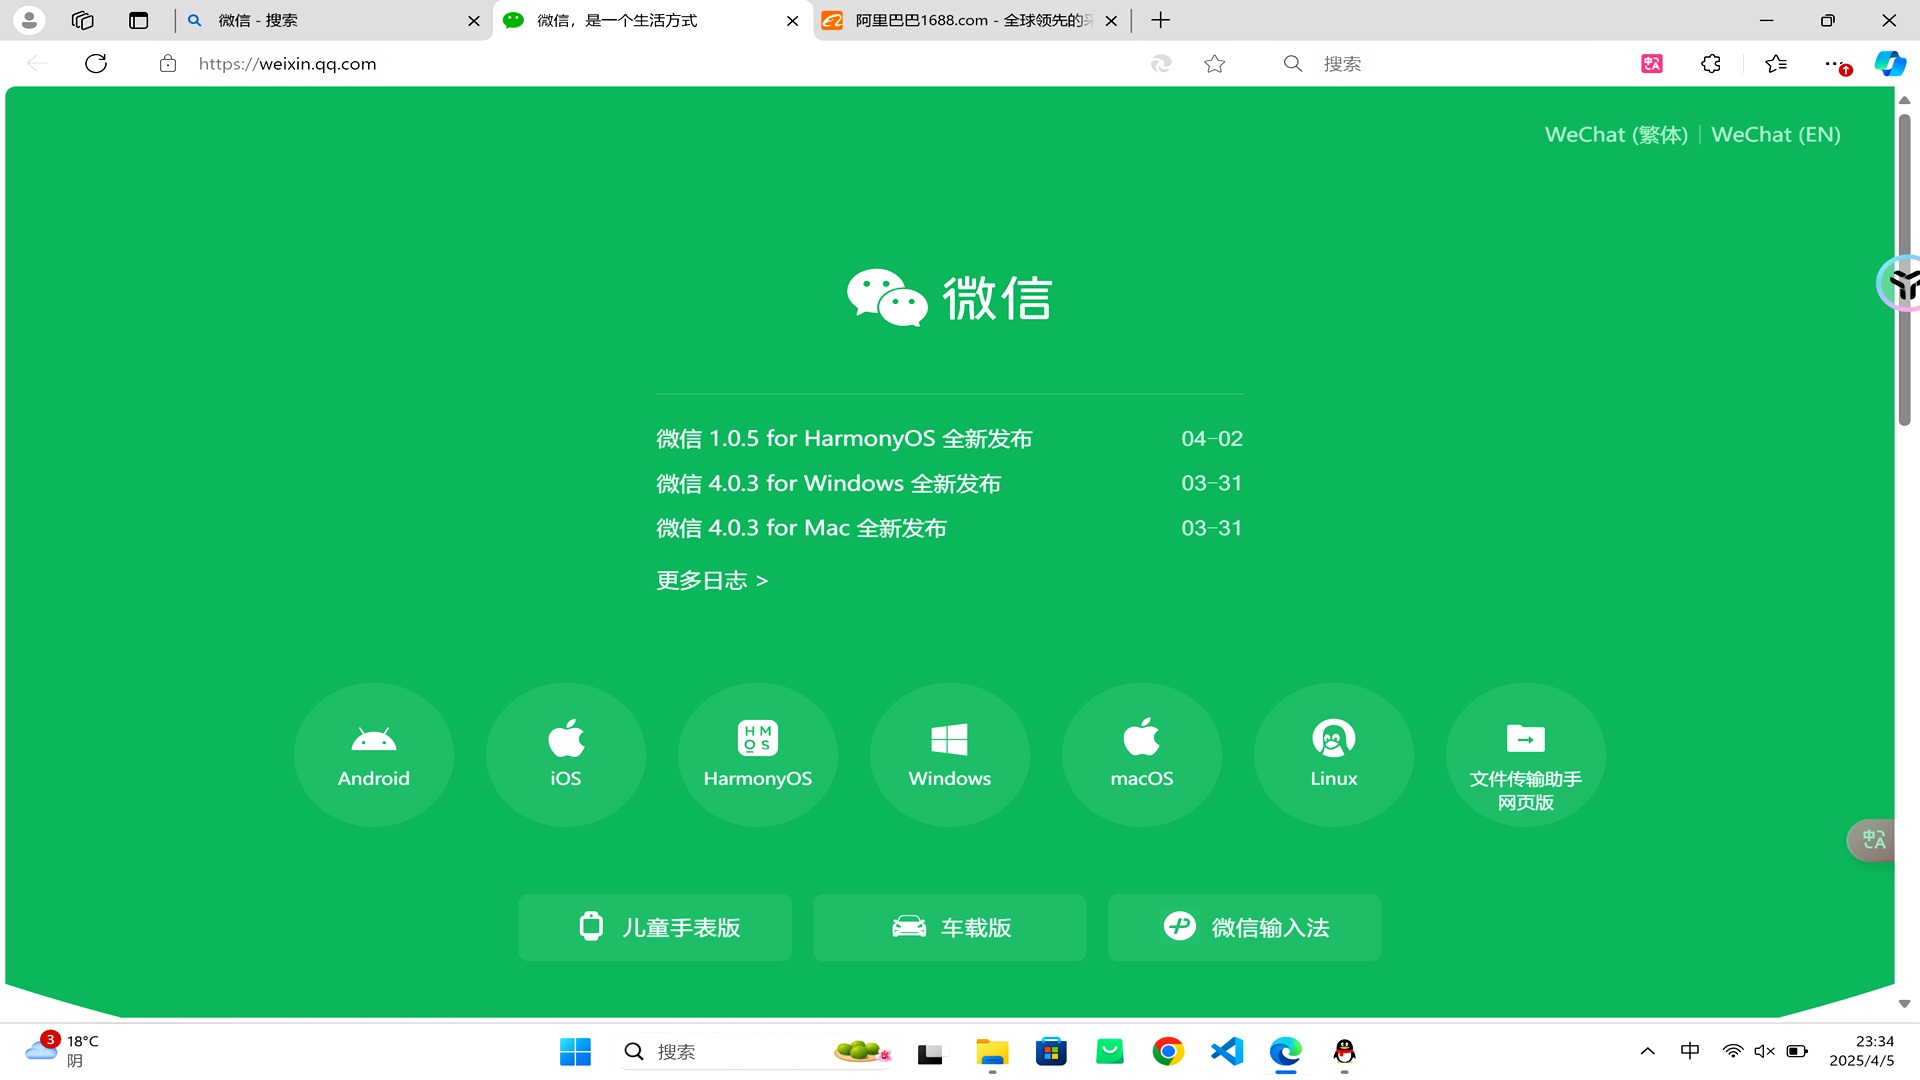 微信 - 搜索
微信，是一个生活方式
阿里巴巴1688.com - 全球领先的采
https://weixin.qq.com
搜索
WeChat (繁体) | WeChat (EN)
微信
微信 1.0.5 for HarmonyOS 全新发布 04-02
微信 4.0.3 for Windows 全新发布 03-31
微信 4.0.3 for Mac 全新发布 03-31
更多日志 >
HM
OS
Android
iOS
HarmonyOS
Windows
macOS
Linux
文件传输助手
网页版
儿童手表版
车载版
微信输入法
3
18°C
阴
搜索
中
23:34
2025/4/5